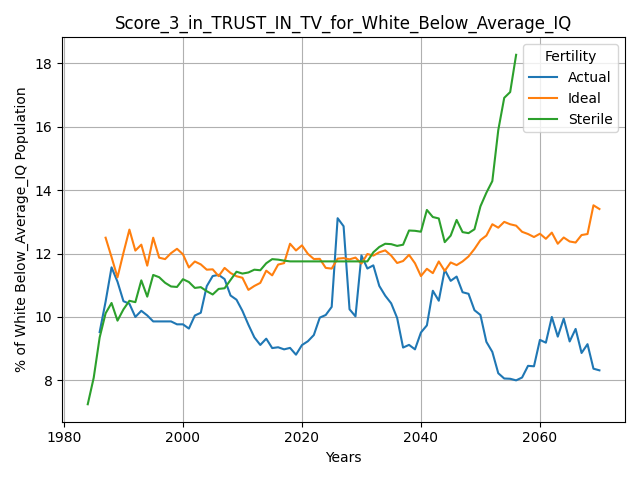 Score_3_in_TRUST_IN_TV_for_White_Below_Average_IQ
% of White Below_Average_IQ Population
18
16
14
12
10
8
Fertility
Actual
Ideal
Sterile
1980
2000
2020
2040
2060
Years